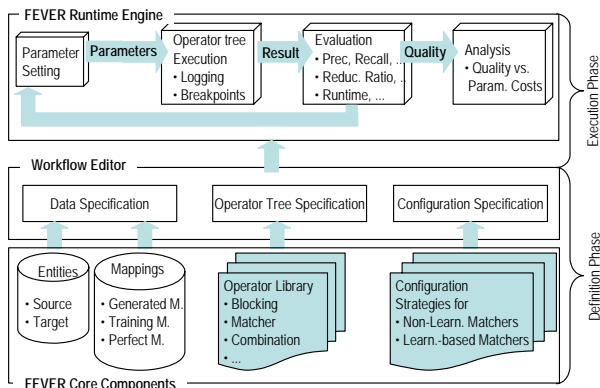 FEVER Runtime Engine
Parameter
Setting
Parameters
Operator tree
Execution
• Logging
• Breakpoints
Result
Evaluation
• Prec, Recall, ...
• Reduc. Ratio, ...
• Runtime, ...
Quality
Analysis
• Quality vs.
Param. Costs
Execution Phase
Workflow Editor
Data Specification
Operator Tree Specification
Configuration Specification
Definition Phase
Entities
• Source
• Target
Mappings
• Generated M.
• Training M.
• Perfect M.
Operator Library
• Blocking
• Matcher
• Combination
• ...
Configuration
Strategies for
• Non-Learn. Matchers
• Learn.-based Matchers
FEVER Core Components